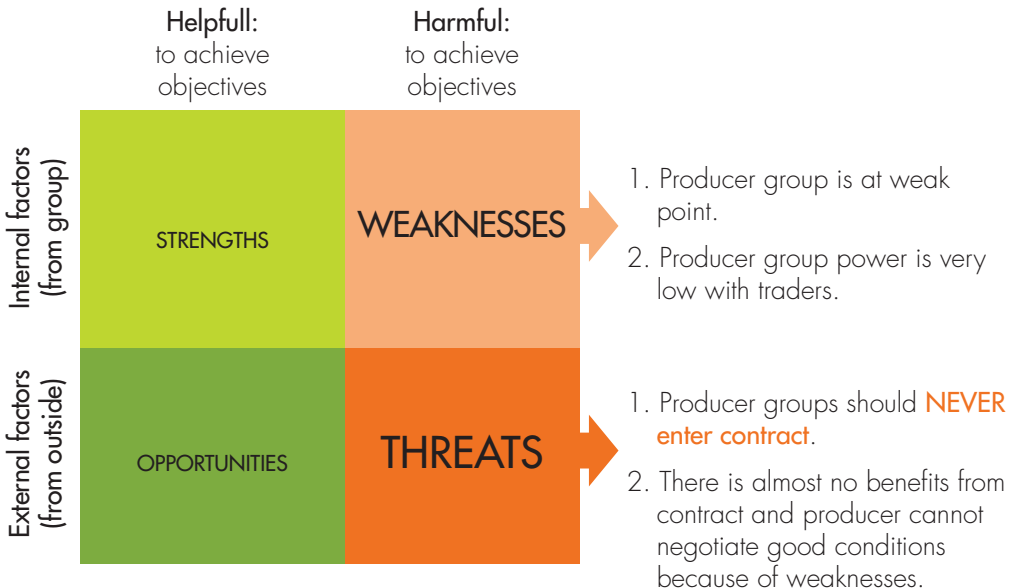 Helpfull:
to achieve
objectives
Harmful:
to achieve
objectives
Internal factors
(from group)
STRENGTHS
WEAKNESSES
1. Producer group is at weak
point.
2. Producer group power is very
low with traders.
External factors
(from outside)
OPPORTUNITIES
THREATS
1. Producer groups should NEVER
enter contract.
2. There is almost no benefits from
contract and producer cannot
negotiate good conditions
because of weaknesses.